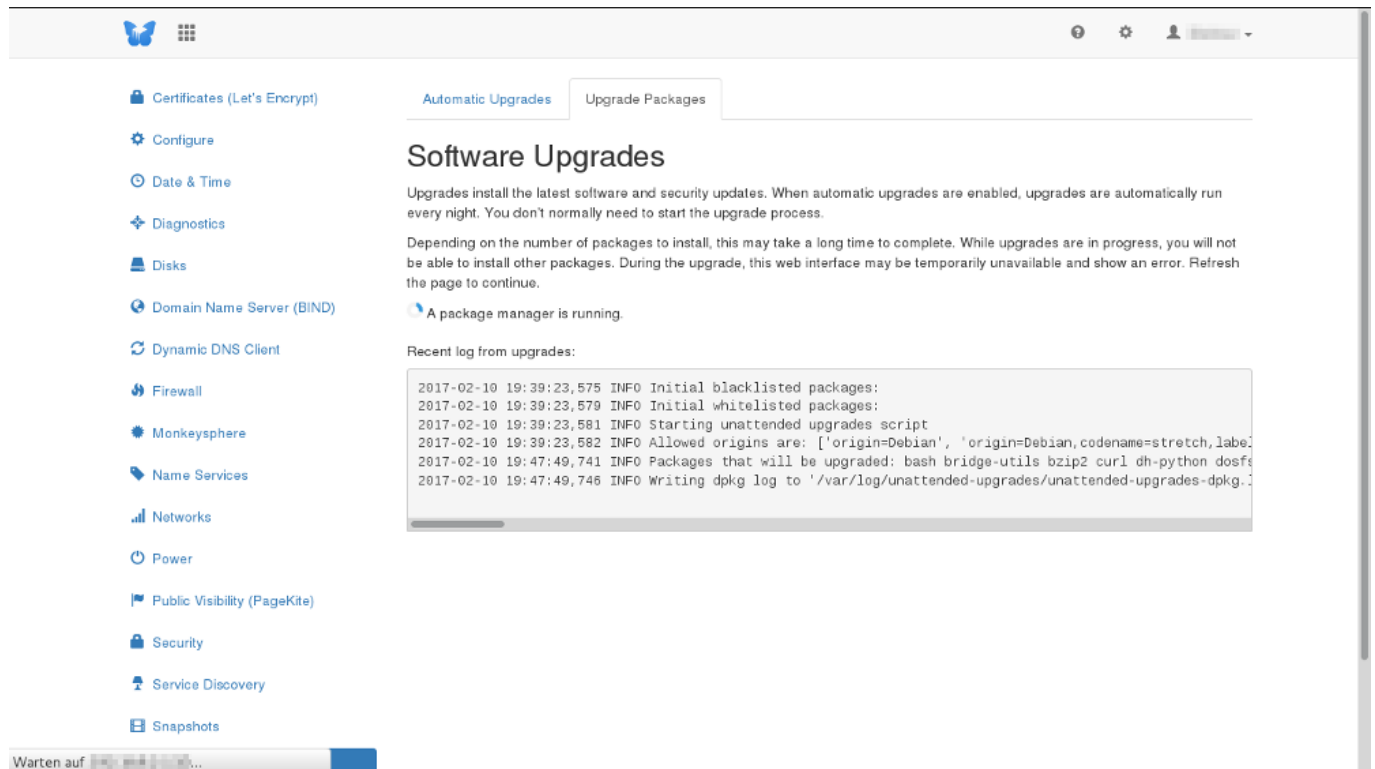 Certificates (Let's Encrypt)
Configure
Date & Time
Diagnostics
Disks
Domain Name Server (BIND)
Dynamic DNS Client
Firewall
Monkeysphere
Name Services
Networks
Power
Public Visibility (PageKite)
Security
Service Discovery
Snapshots
Automatic Upgrades
Upgrade Packages
Software Upgrades
Upgrades install the latest software and security updates. When automatic upgrades are enabled, upgrades are automatically run
every night. You don't normally need to start the upgrade process.
Depending on the number of packages to install, this may take a long time to complete. While upgrades are in progress, you will not
be able to install other packages. During the upgrade, this web interface may be temporarily unavailable and show an error. Refresh
the page to continue.
A package manager is running.
Recent log from upgrades:
2017-02-10 19:39:23,575 INFO Initial blacklisted packages:
2017-02-10 19:39:23,579 INFO Initial whitelisted packages:
2017-02-10 19:39:23,581 INFO Starting unattended upgrades script
2017-02-10 19:39:23,582 INFO Allowed origins are: ['origin=Debian', 'origin=Debian,codename=stretch,label
2017-02-10 19:47:49,741 INFO Packages that will be upgraded: bash bridge-utils bzip2 curl dh-python dosfs
2017-02-10 19:47:49,746 INFO Writing dpkg log to '/var/log/unattended-upgrades/unattended-upgrades-dpkg.l
Warten auf ...